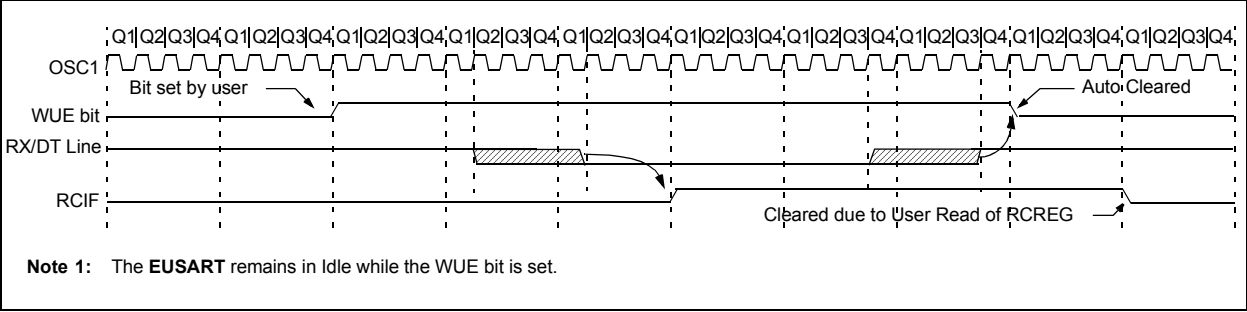 Q1 Q2 Q3 Q4 Q1 Q2 Q3 Q4 Q1 Q2 Q3 Q4 Q1 Q2 Q3 Q4 Q1 Q2 Q3 Q4 Q1 Q2 Q3 Q4 Q1 Q2 Q3 Q4 Q1 Q2 Q3 Q4 Q1 Q2 Q3 Q4 Q1 Q2 Q3 Q4
OSC1
Bit set by user
Auto Cleared
WUE bit
RX/DT Line
RCIF
Cleared due to User Read of RCREG
Note 1: The EUSART remains in Idle while the WUE bit is set.